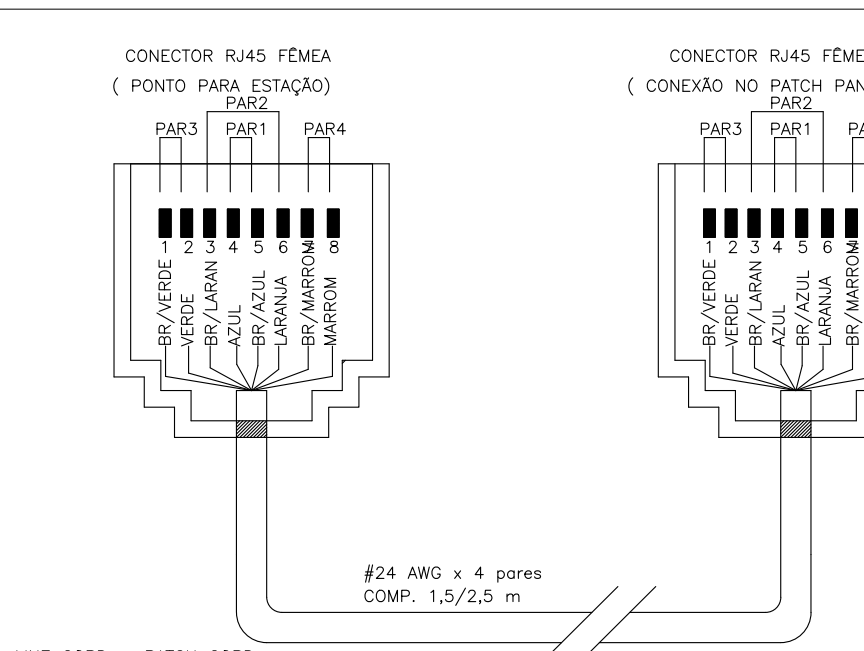 CONECTOR RJ45 FÊMEA
( PONTO PARA ESTAÇÃO)
PAR2
PAR3 PAR1 PAR4
1 2 3 4 5 6 7 8
BR/VERDE
VERDE
BR/LARAN
AZUL
BR/AZUL
LARANJA
BR/MARROM
MARROM
CONECTOR RJ45 FÊME
( CONEXÃO NO PATCH PAN
PAR2
PAR3 PAR1 PA
1 2 3 4 5 6 7
BR/VERDE
VERDE
BR/LARAN
AZUL
BR/AZUL
LARANJA
BR/MARROM
#24 AWG x 4 pares
COMP. 1,5/2,5 m